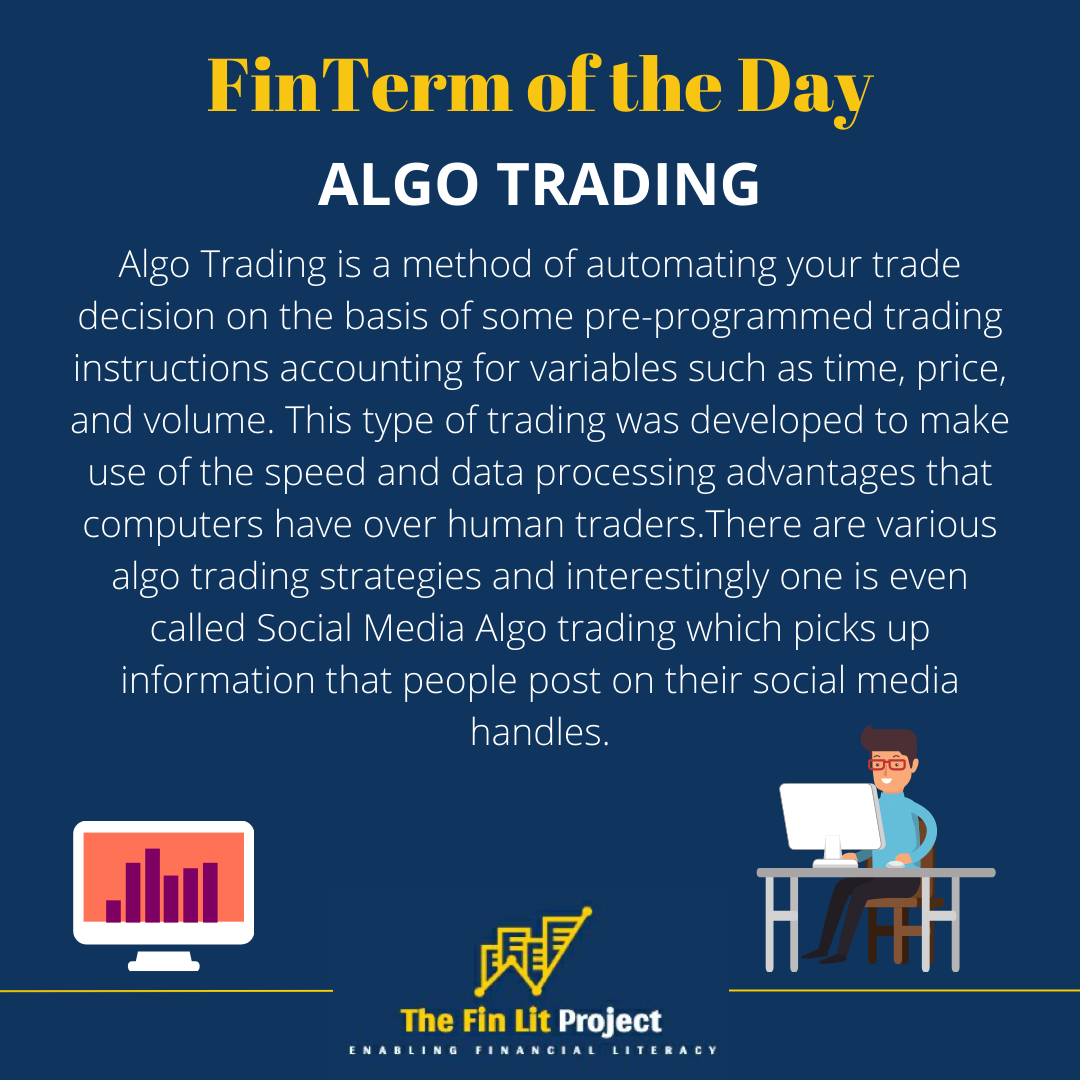 FinTerm of the Day
ALGO TRADING
Algo Trading is a method of automating your trade
decision on the basis of some pre-programmed trading
instructions accounting for variables such as time, price,
and volume. This type of trading was developed to make
use of the speed and data processing advantages that
computers have over human traders.There are various
algo trading strategies and interestingly one is even
called Social Media Algo trading which picks up
information that people post on their social media
handles.
The Fin Lit Project
ENABLING FINANCIAL LITERACY